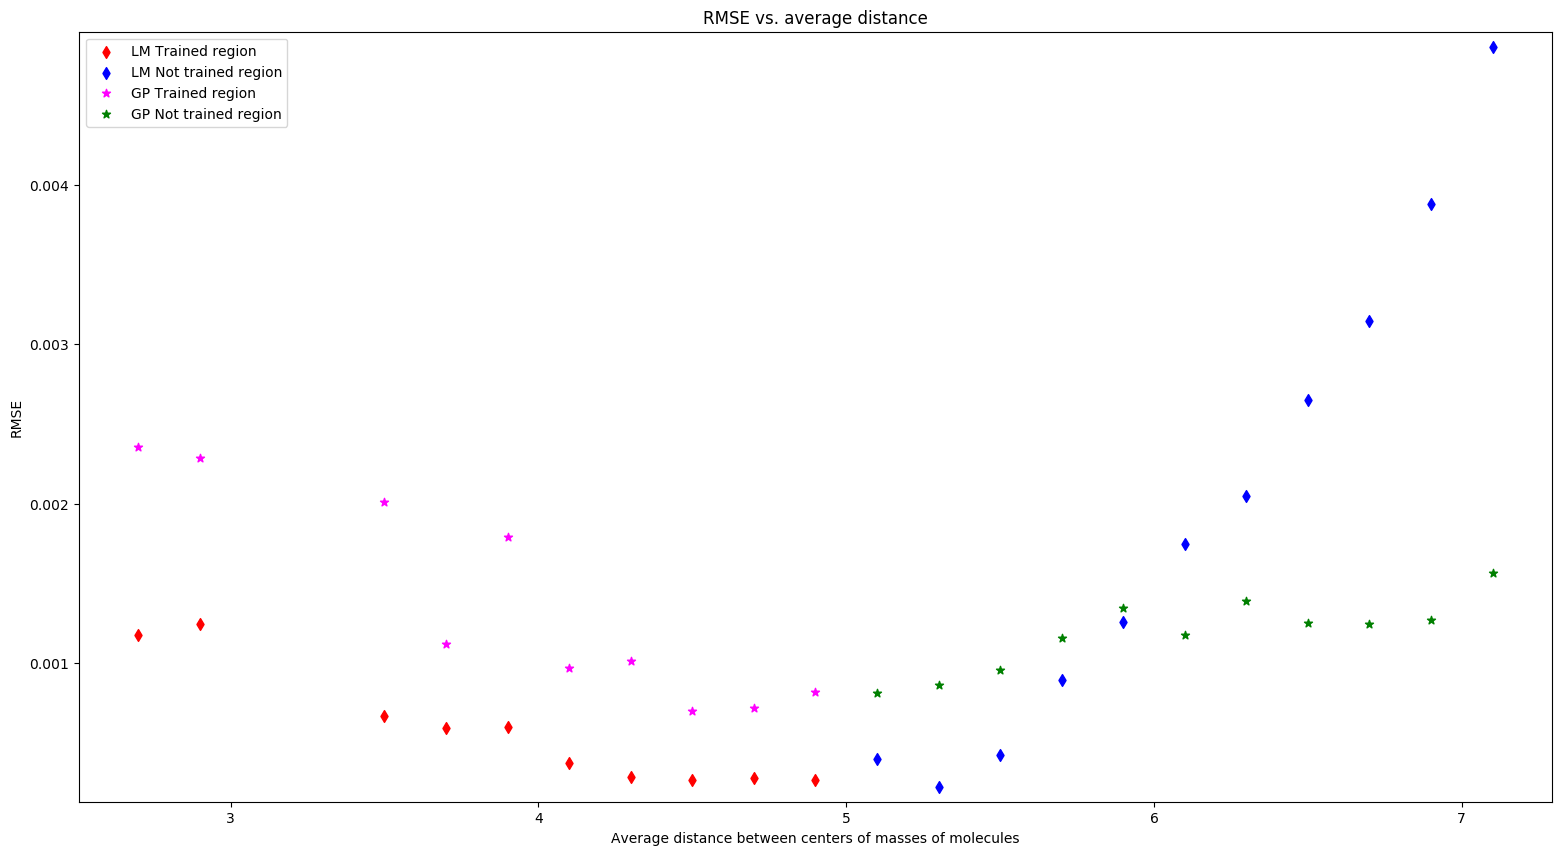 RMSE vs. average distance
LM Trained region
LM Not trained region
GP Trained region
GP Not trained region
0.004
0.003
0.002
0.001
RMSE
3 4 5 6 7
Average distance between centers of masses of molecules